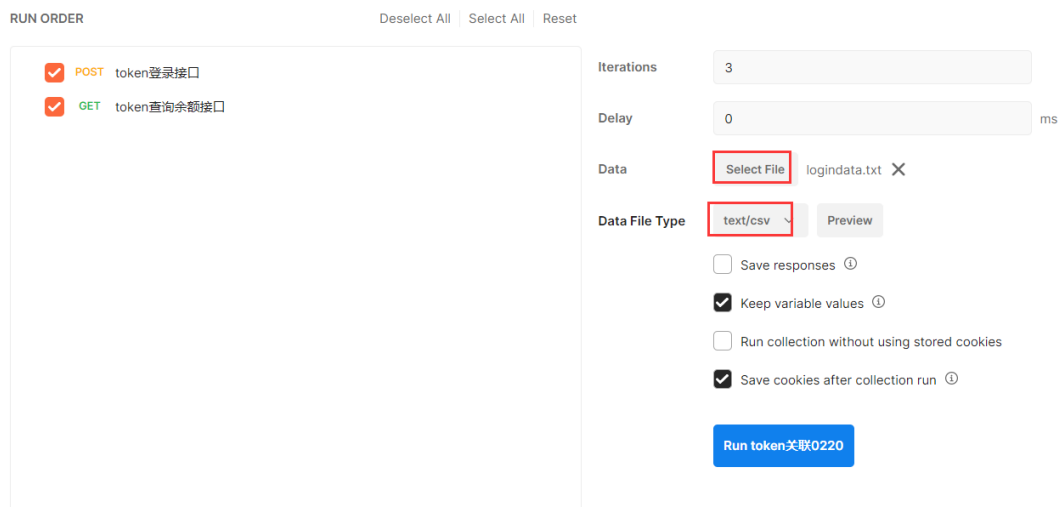 RUN ORDER Deselect All Select All Reset
POST token登录接口
GET token查询余额接口
Iterations 3
Delay 0 ms
Data Select File logindata.txt
Data File Type text/csv Preview
Save responses
Keep variable values
Run collection without using stored cookies
Save cookies after collection run
Run token关联0220